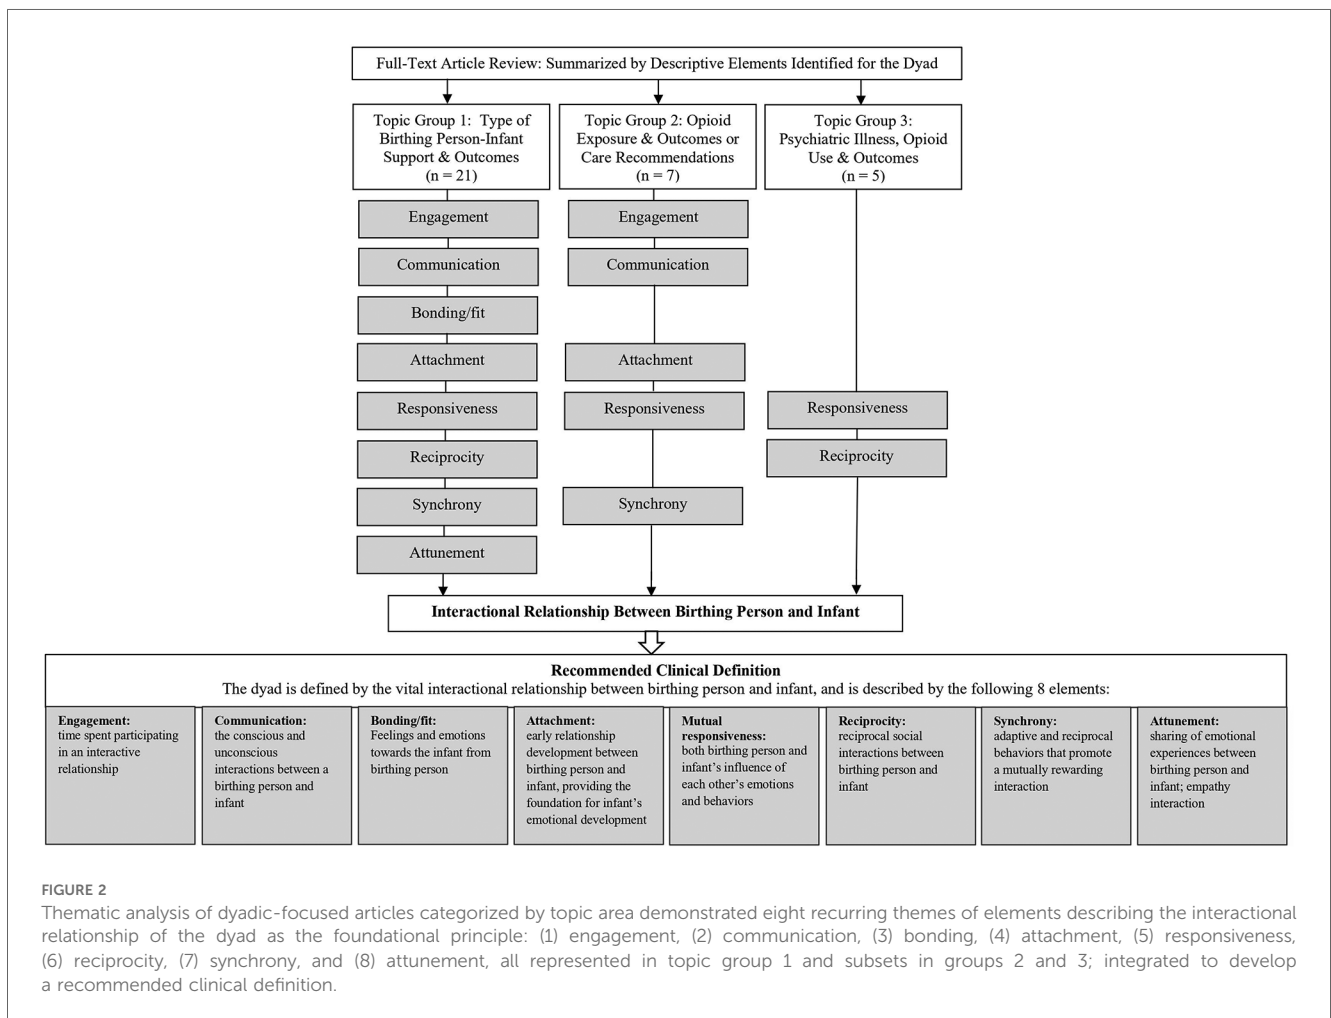 Full-Text Article Review: Summarized by Descriptive Elements Identified for the Dyad
Topic Group 1: Type of
Birthing Person-Infant
Support & Outcomes
(n = 21)
Topic Group 2: Opioid
Exposure & Outcomes or
Care Recommendations
(n = 7)
Topic Group 3:
Psychiatric Illness, Opioid
Use & Outcomes
(n = 5)
Engagement
Communication
Bonding/fit
Attachment
Responsiveness
Reciprocity
Synchrony
Attunement
Engagement
Communication
Attachment
Responsiveness
Synchrony
Responsiveness
Reciprocity
Interactional Relationship Between Birthing Person and Infant
Recommended Clinical Definition
The dyad is defined by the vital interactional relationship between birthing person and infant, and is described by the following 8 elements:
Engagement:
time spent participating
in an interactive
relationship
Communication:
the conscious and
unconscious
interactions between a
birthing person and
infant
Bonding/fit:
Feelings and emotions
towards the infant from
birthing person
Attachment:
early relationship
development between
birthing person and
infant, providing the
foundation for infant's
emotional development
Mutual
responsiveness:
both birthing person and
infant's influence of
each other's emotions
and behaviors
Reciprocity:
reciprocal social
interactions between
birthing person and
infant
Synchrony:
adaptive and reciprocal
behaviors that promote
a mutually rewarding
interaction
Attunement:
sharing of emotional
experiences between
birthing person and
infant; empathy
interaction
FIGURE 2
Thematic analysis of dyadic-focused articles categorized by topic area demonstrated eight recurring themes of elements describing the interactional
relationship of the dyad as the foundational principle: (1) engagement, (2) communication, (3) bonding, (4) attachment, (5) responsiveness,
(6) reciprocity, (7) synchrony, and (8) attunement, all represented in topic group 1 and subsets in groups 2 and 3; integrated to develop
a recommended clinical definition.